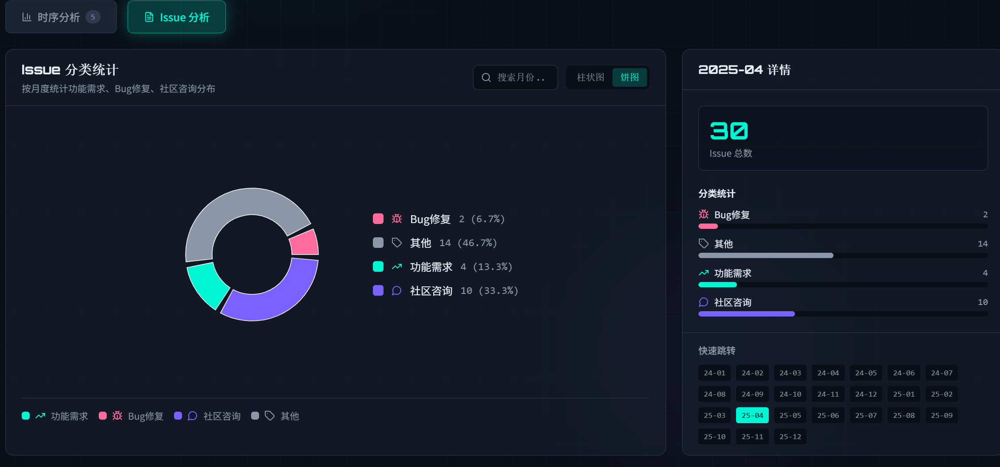 时序分析 5
Issue 分析
Issue 分类统计
按月度统计功能需求、Bug修复、社区咨询分布
搜索月份...
柱状图
饼图
Bug修复 2 (6.7%)
其他 14 (46.7%)
功能需求 4 (13.3%)
社区咨询 10 (33.3%)
功能需求 Bug修复 社区咨询 其他
2025-04 详情
30
Issue 总数
分类统计
Bug修复 2
其他 14
功能需求 4
社区咨询 10
快速跳转
24-01 24-02 24-03 24-04 24-05 24-06 24-07
24-08 24-09 24-10 24-11 24-12 25-01 25-02
25-03 25-04 25-05 25-06 25-07 25-08 25-09
25-10 25-11 25-12